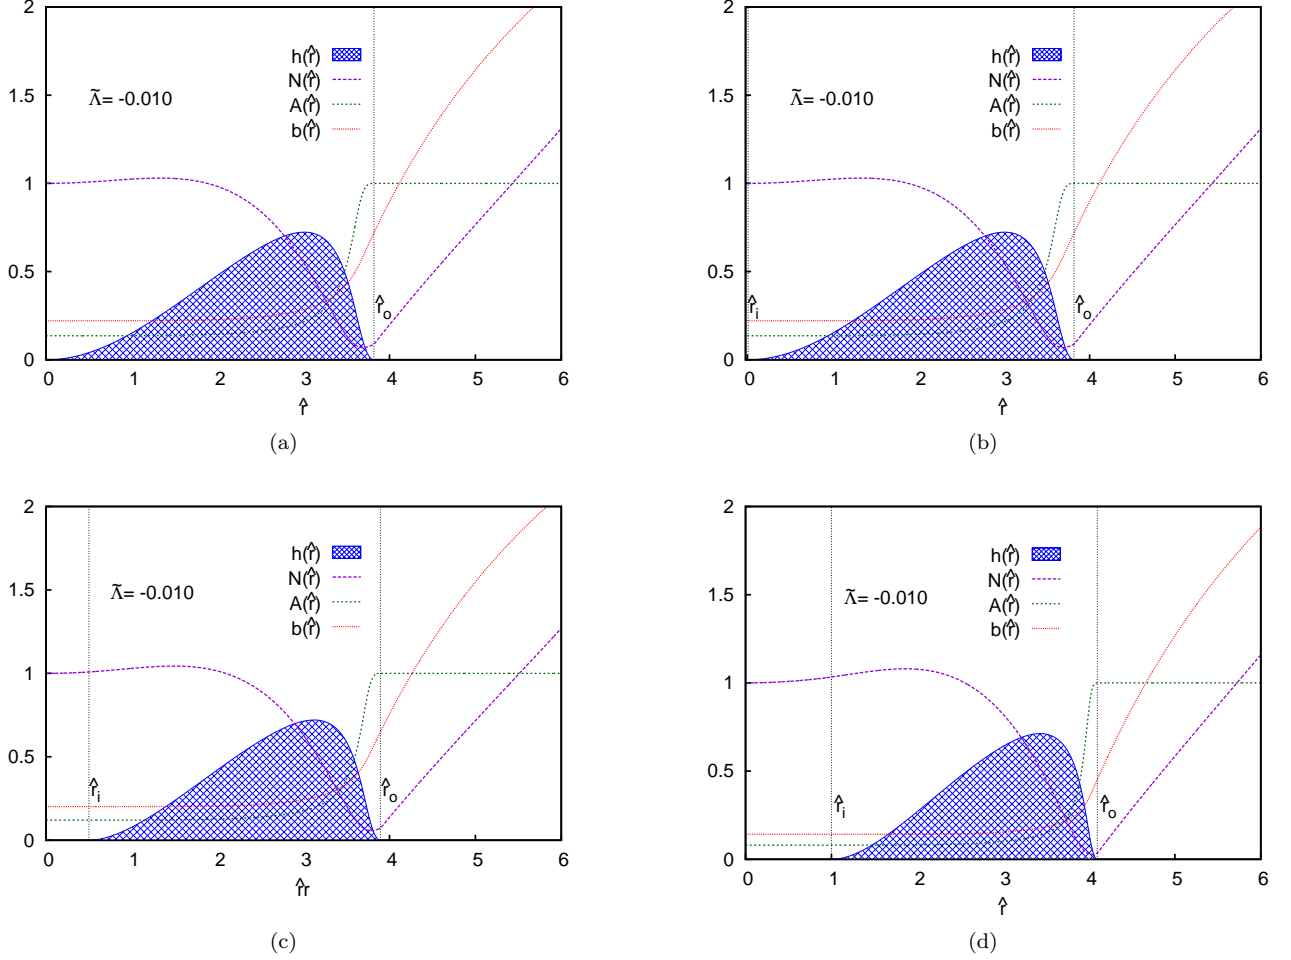 2
1.5
1
0.5
0
0 1 2 3 4 5 6
Λ̃= -0.010
h(r̂)
N(r̂)
A(r̂)
b(r̂)
r̂o
r̂
(a)
2
1.5
1
0.5
0
0 1 2 3 4 5 6
Λ̃= -0.010
h(r̂)
N(r̂)
A(r̂)
b(r̂)
r̂i
r̂o
r̂
(b)
2
1.5
1
0.5
0
0 1 2 3 4 5 6
Λ̃= -0.010
h(r̂)
N(r̂)
A(r̂)
b(r̂)
r̂i
r̂o
r̂r
(c)
2
1.5
1
0.5
0
0 1 2 3 4 5 6
Λ̃= -0.010
h(r̂)
N(r̂)
A(r̂)
b(r̂)
r̂i
r̂o
r̂
(d)